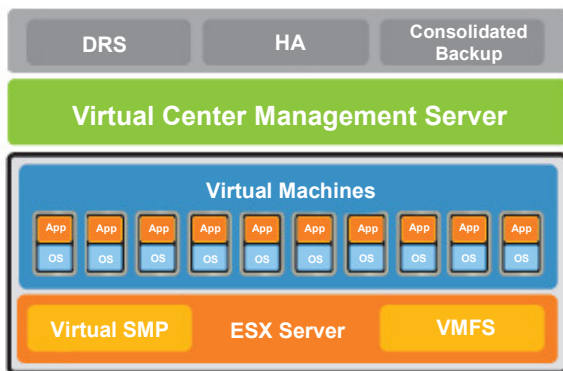 DRS HA Consolidated
Backup
Virtual Center Management Server
Virtual Machines
App App App App App App App App App App
OS OS OS OS OS OS OS OS OS OS
Virtual SMP ESX Server VMFS